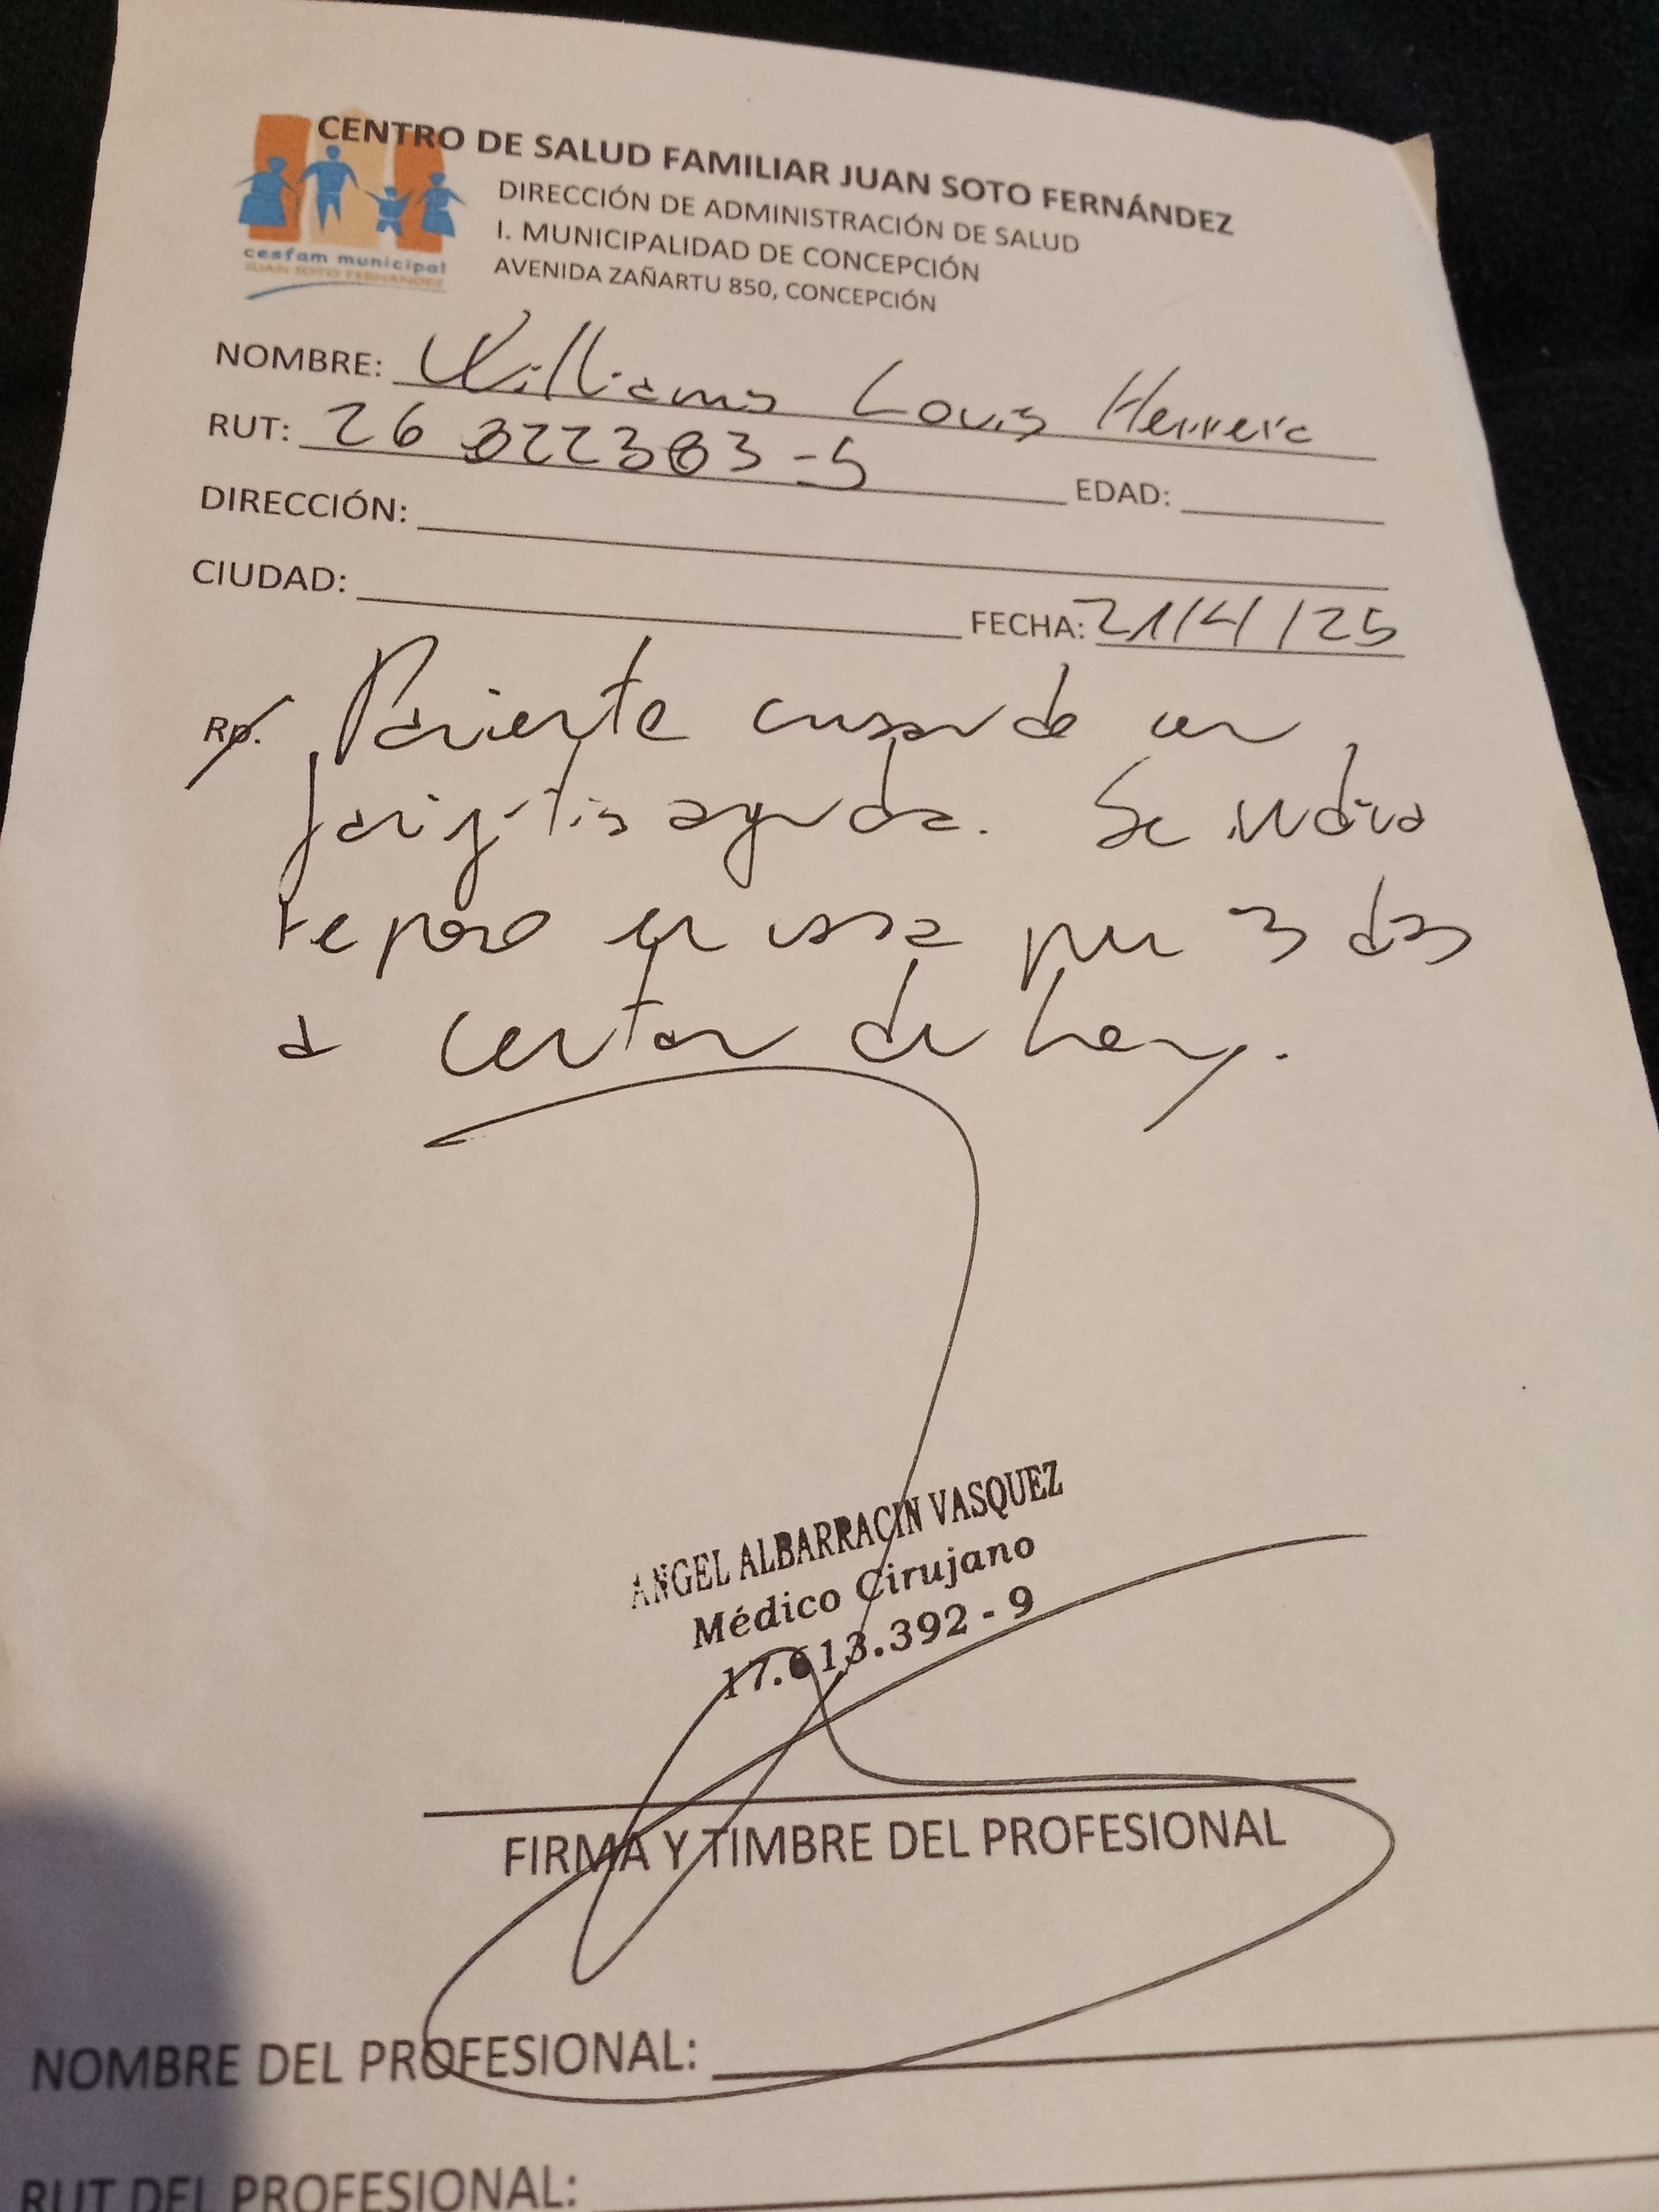 CENTRO DE SALUD FAMILIAR JUAN SOTO FERNÁNDEZ
DIRECCIÓN DE ADMINISTRACIÓN DE SALUD
I. MUNICIPALIDAD DE CONCEPCIÓN
AVENIDA ZAÑARTU 850, CONCEPCIÓN
cesfam municipal
JUAN SOTO FERNÁNDEZ
NOMBRE: Williams Louis Herrera
RUT: 26 322383-5 EDAD:
DIRECCIÓN:
CIUDAD: FECHA: 21/4/25
Rp. Paciente cursando con
faringitis aguda. Se indica
reposo en casa por 3 días
a contar de hoy.
ANGEL ALBARRACIN VASQUEZ
Médico Cirujano
17.613.392-9
FIRMA Y TIMBRE DEL PROFESIONAL
NOMBRE DEL PROFESIONAL:
RUT DEL PROFESIONAL: